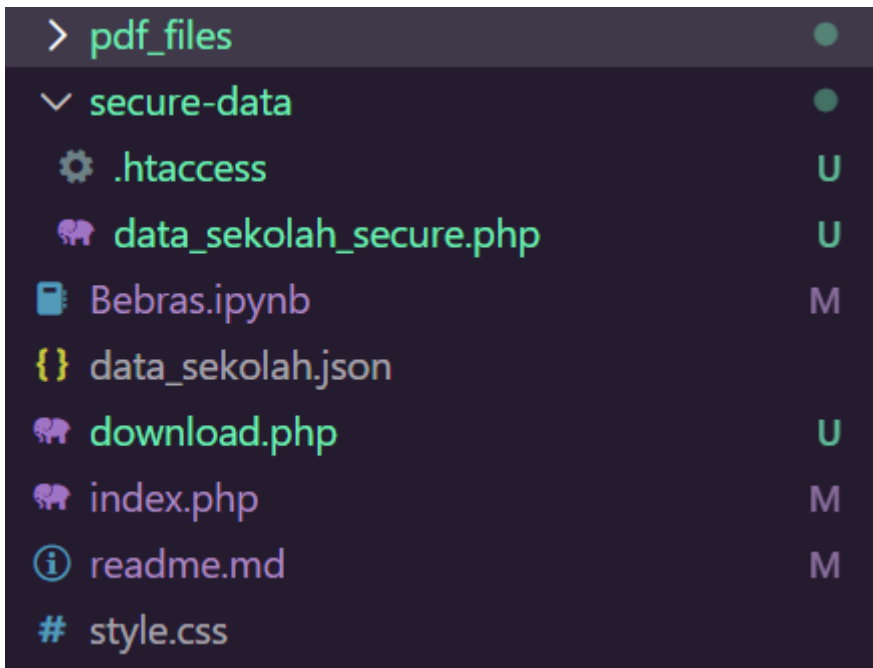 pdf_files
secure-data
.htaccess U
data_sekolah_secure.php U
Bebras.ipynb M
{} data_sekolah.json
download.php U
index.php M
readme.md M
# style.css